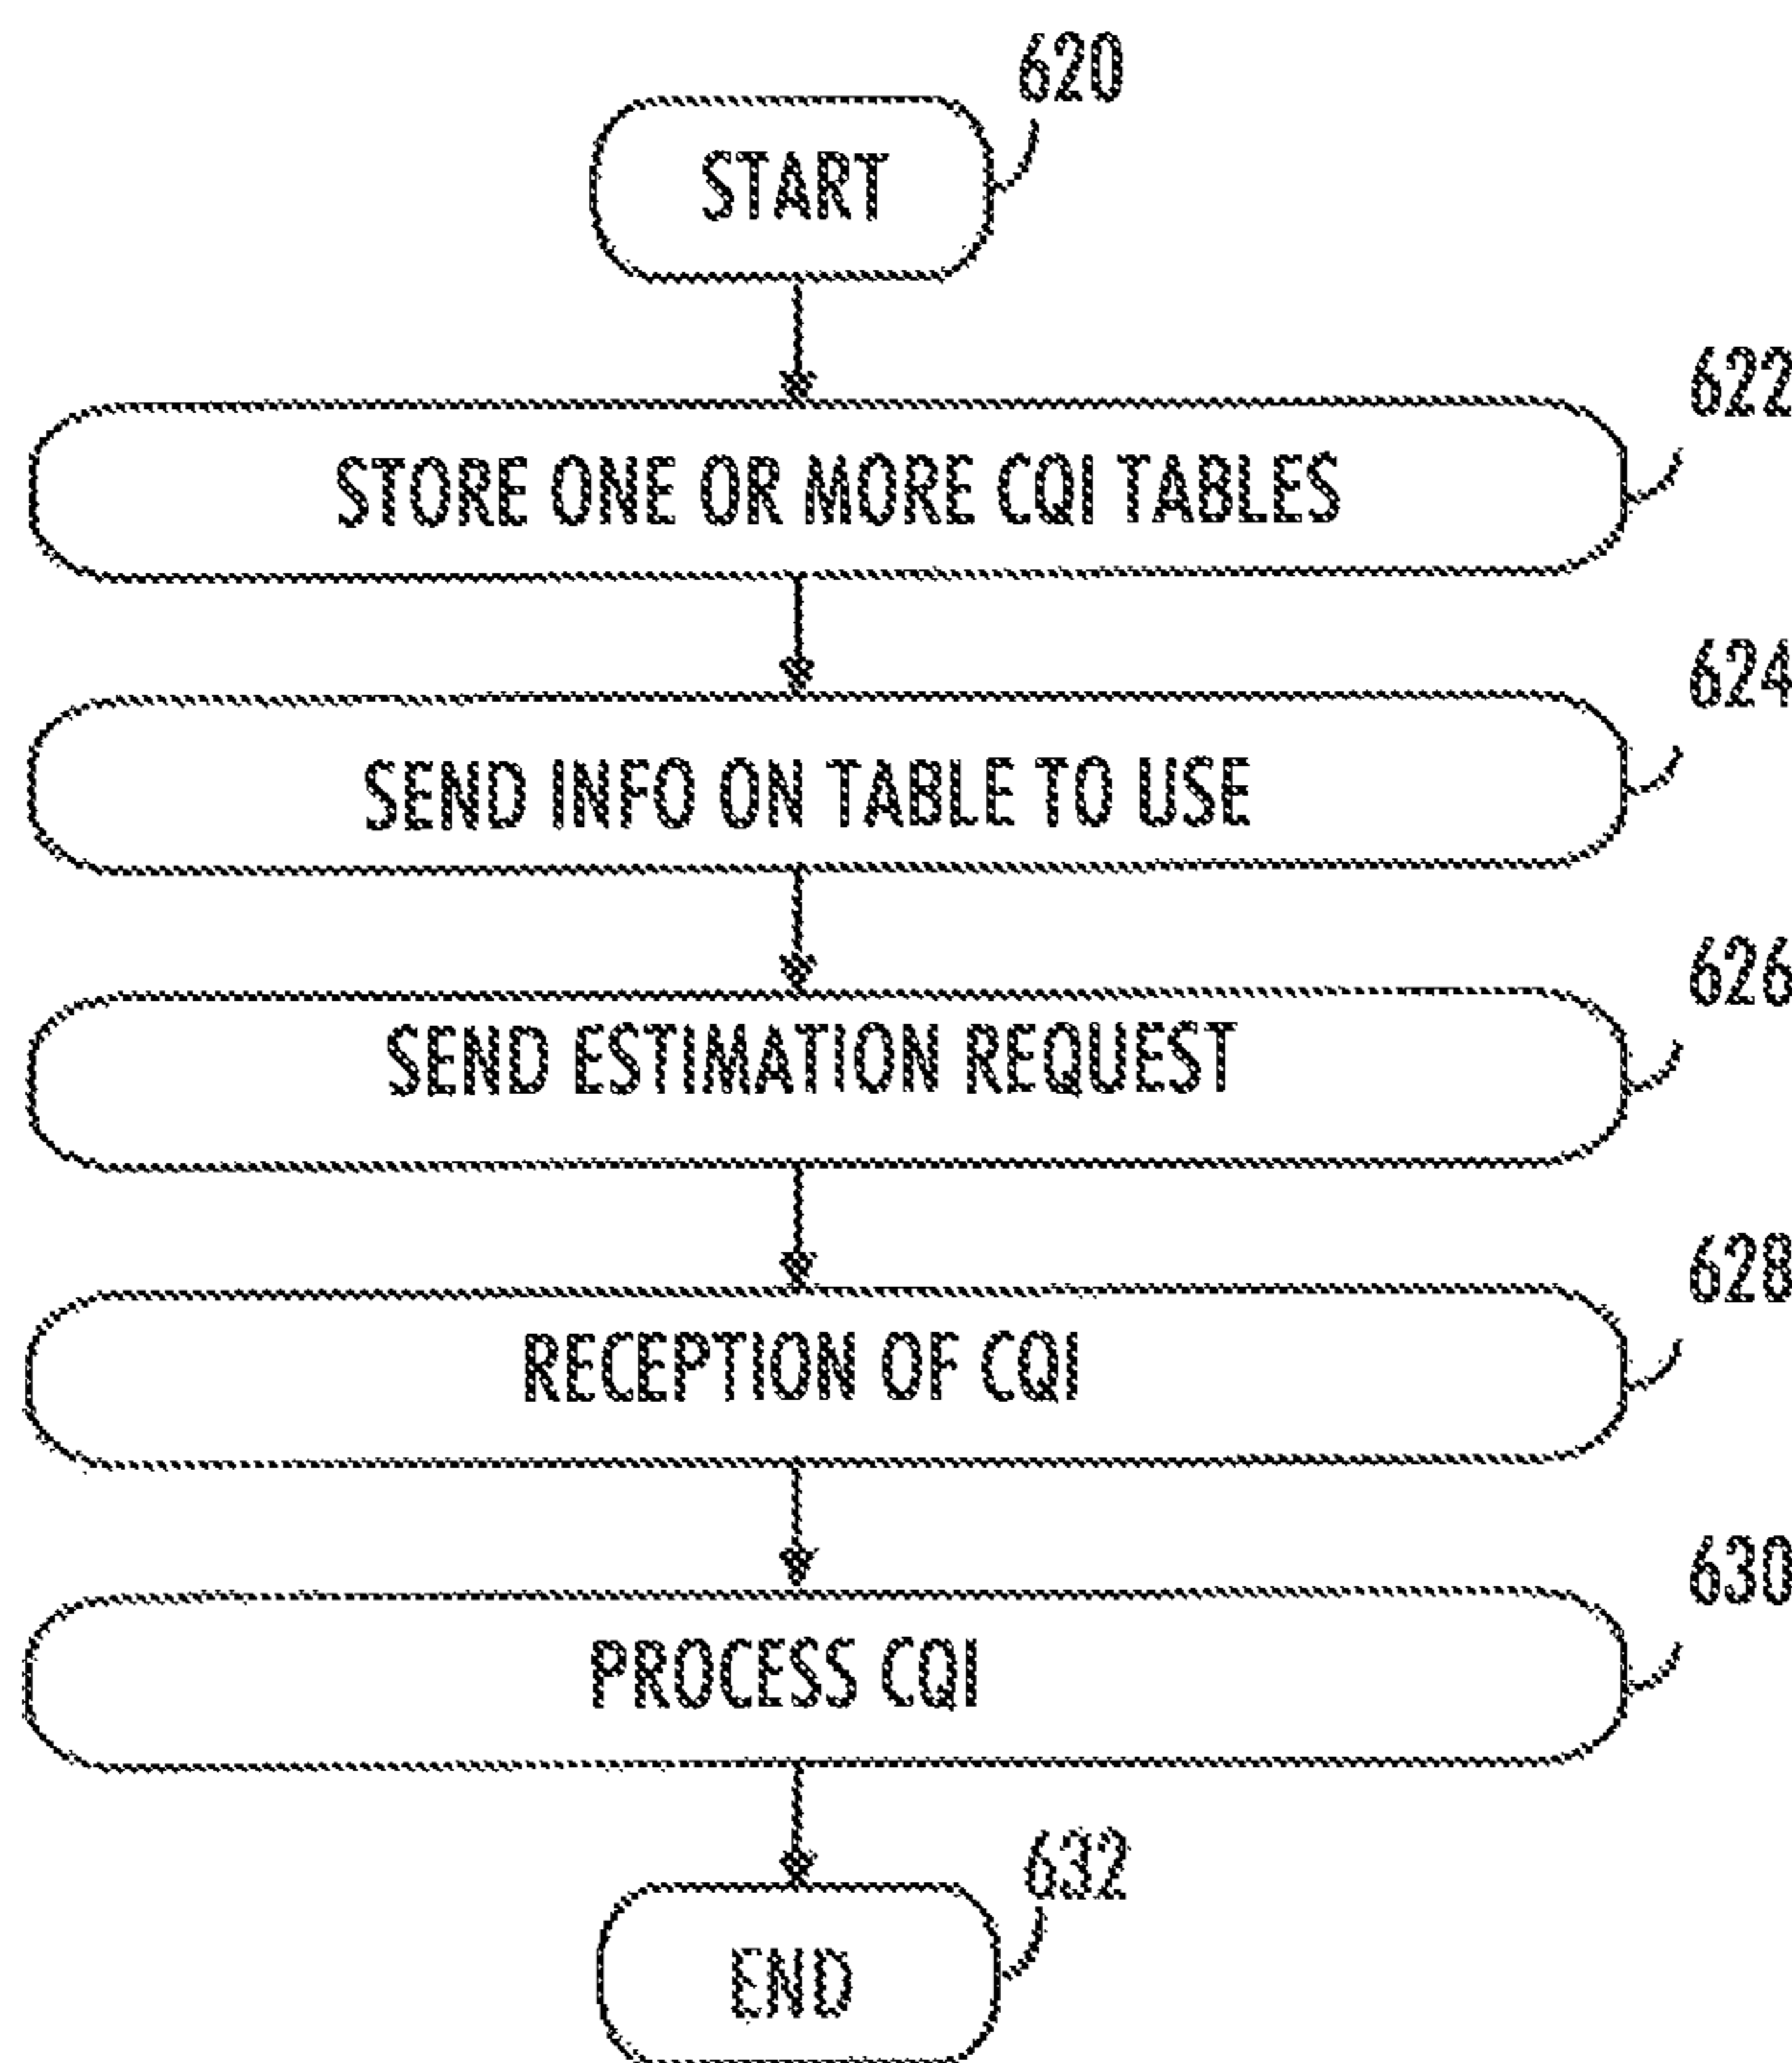 620
START
622
STORE ONE OR MORE CQI TABLES
624
SEND INFO ON TABLE TO USE
626
SEND ESTIMATION REQUEST
628
RECEPTION OF CQI
630
PROCESS CQI
632
END